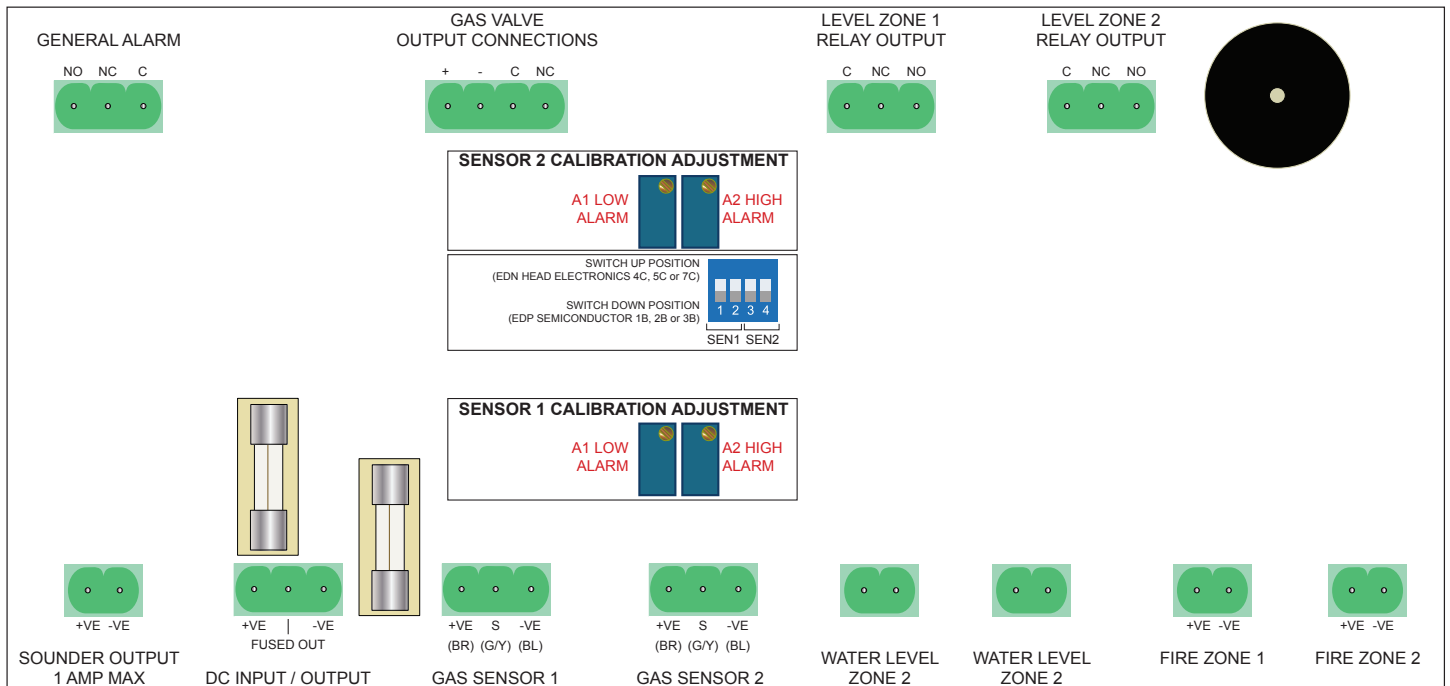 GENERAL ALARM
NO NC C
GAS VALVE
OUTPUT CONNECTIONS
+ - C NC
LEVEL ZONE 1
RELAY OUTPUT
C NC NO
LEVEL ZONE 2
RELAY OUTPUT
C NC NO
SENSOR 2 CALIBRATION ADJUSTMENT
A1 LOW
ALARM
A2 HIGH
ALARM
SWITCH UP POSITION
(EDN HEAD ELECTRONICS 4C, 5C or 7C)
SWITCH DOWN POSITION
(EDP SEMICONDUCTOR 1B, 2B or 3B)
1 2 3 4
SEN1 SEN2
SENSOR 1 CALIBRATION ADJUSTMENT
A1 LOW
ALARM
A2 HIGH
ALARM
+VE -VE
SOUNDER OUTPUT
1 AMP MAX
+VE | -VE
FUSED OUT
DC INPUT / OUTPUT
+VE S -VE
(BR) (G/Y) (BL)
GAS SENSOR 1
+VE S -VE
(BR) (G/Y) (BL)
GAS SENSOR 2
WATER LEVEL
ZONE 2
WATER LEVEL
ZONE 2
+VE -VE
FIRE ZONE 1
+VE -VE
FIRE ZONE 2